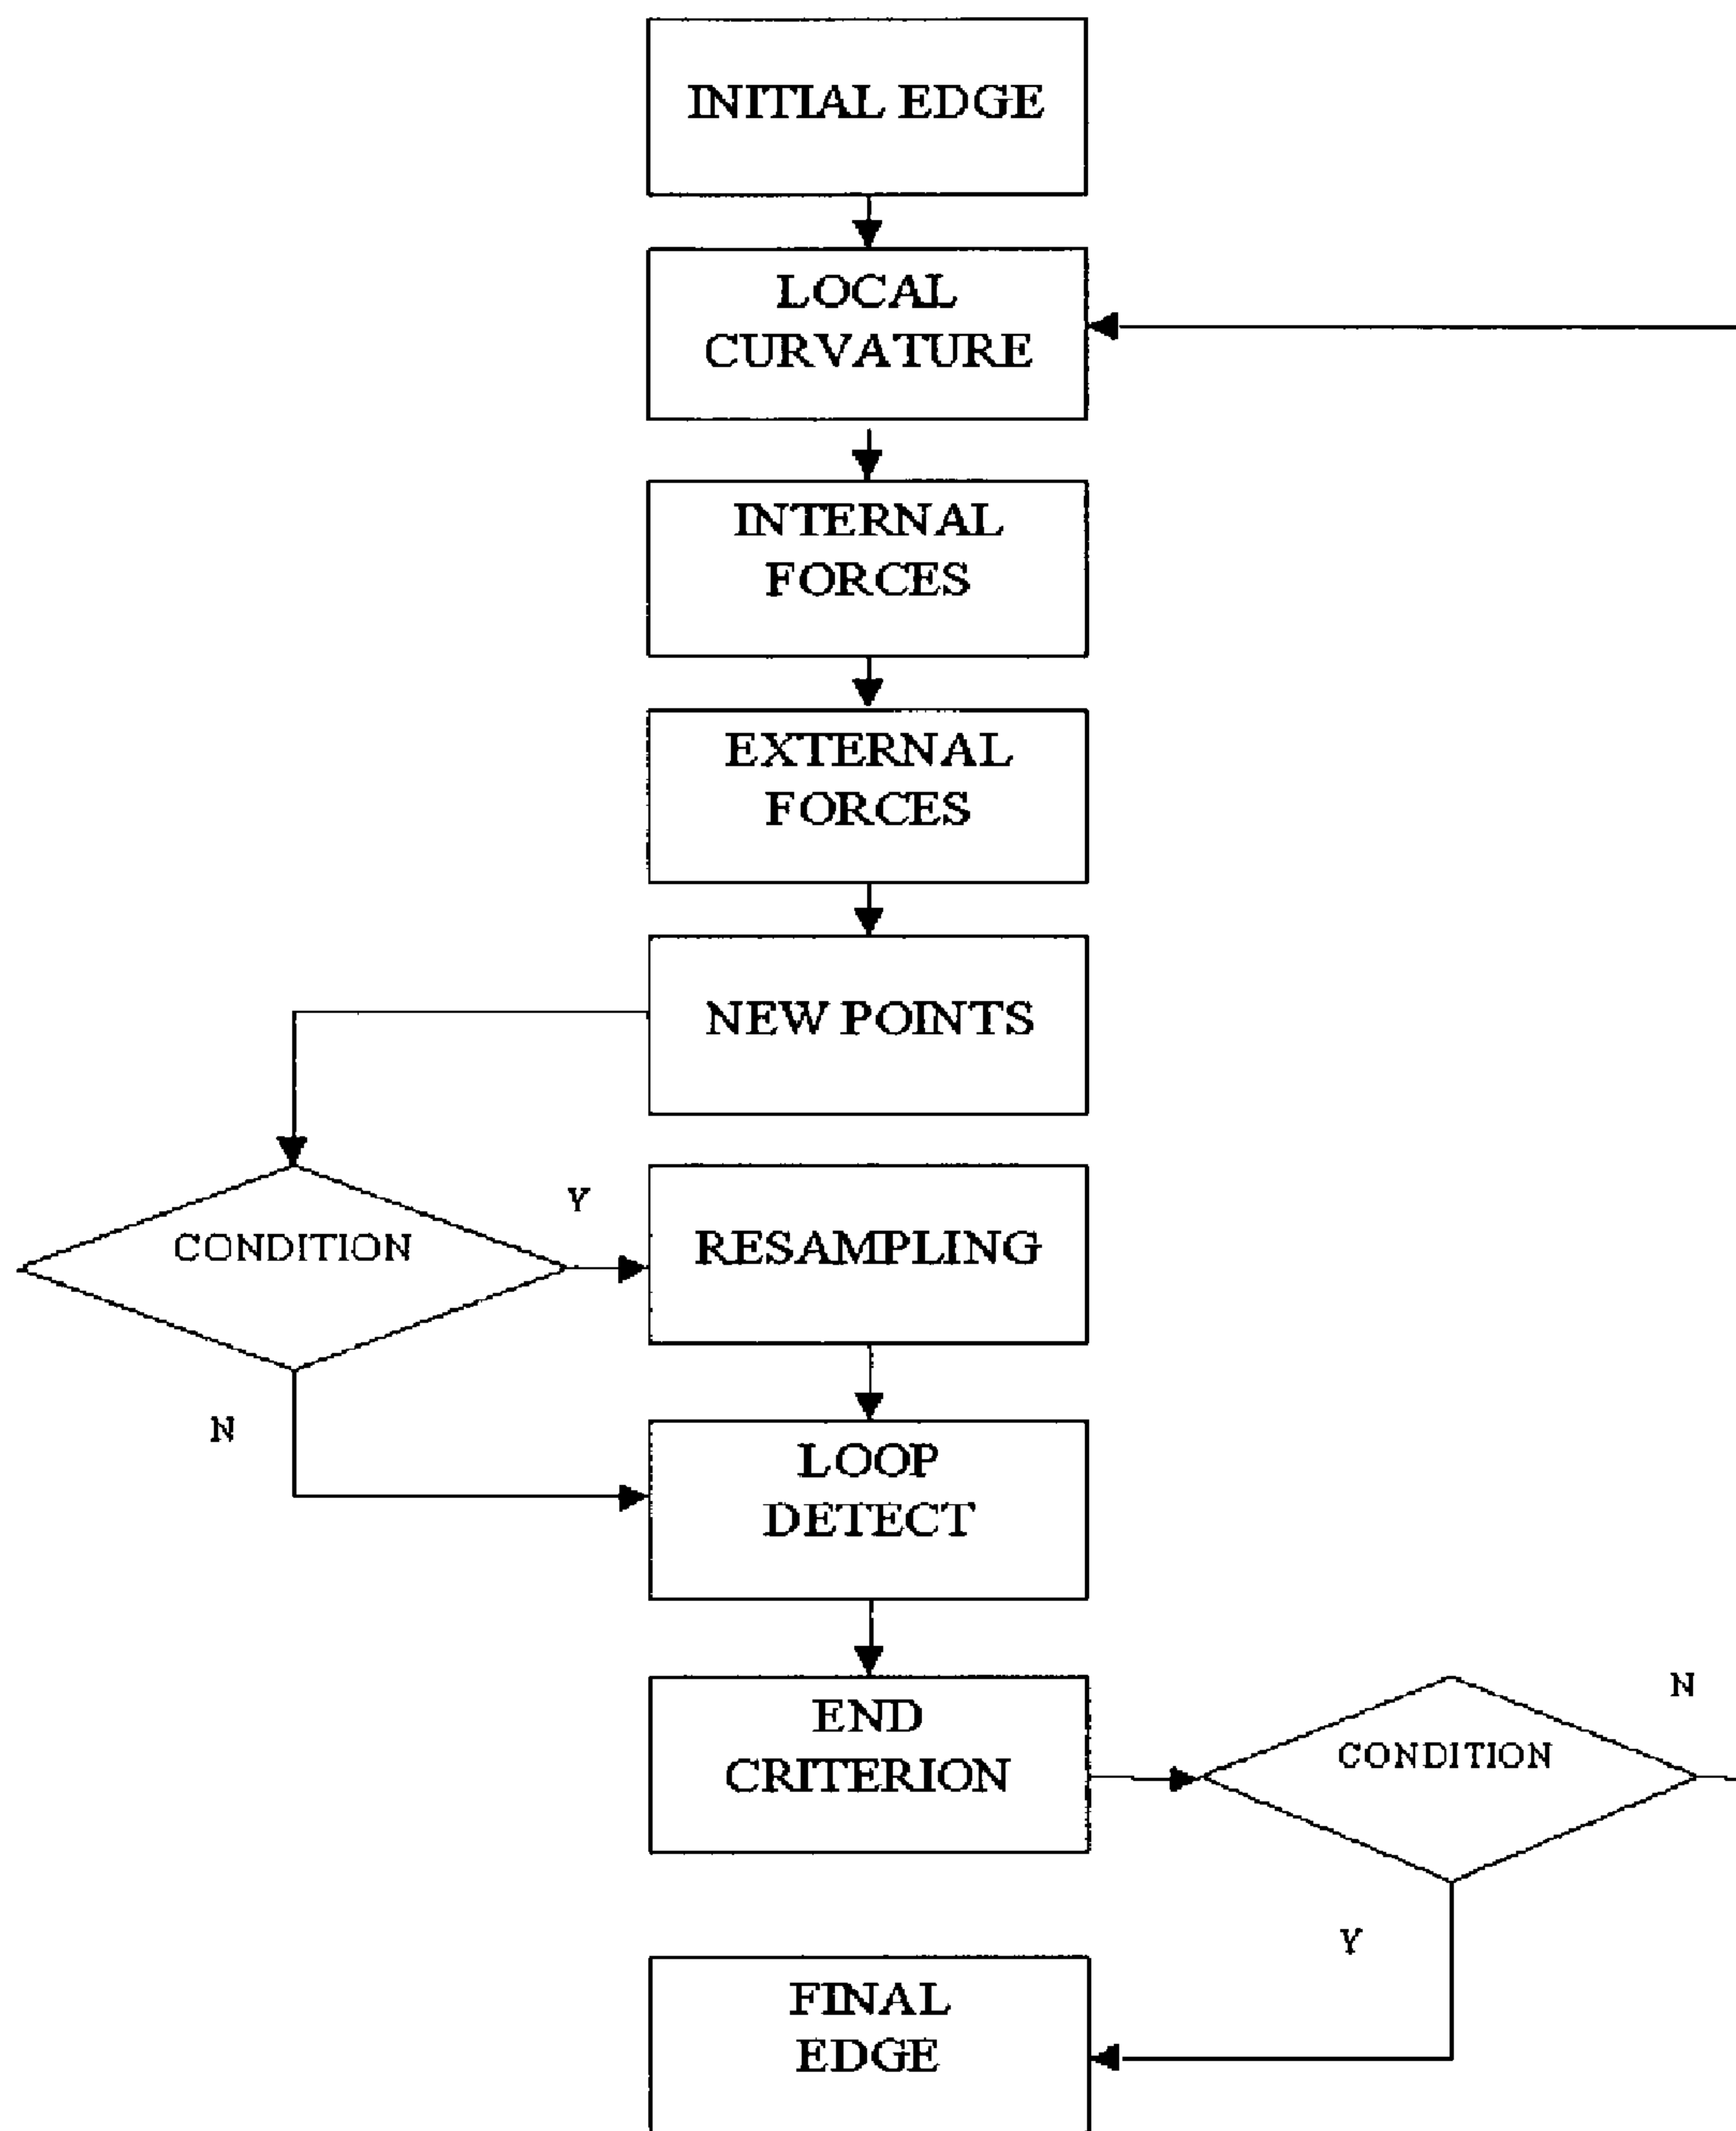 INITIAL EDGE
LOCAL
CURVATURE
INTERNAL
FORCES
EXTERNAL
FORCES
NEW POINTS
CONDITION
Y
RESAMPLING
N
LOOP
DETECT
END
CRITERION
CONDITION
N
Y
FINAL
EDGE